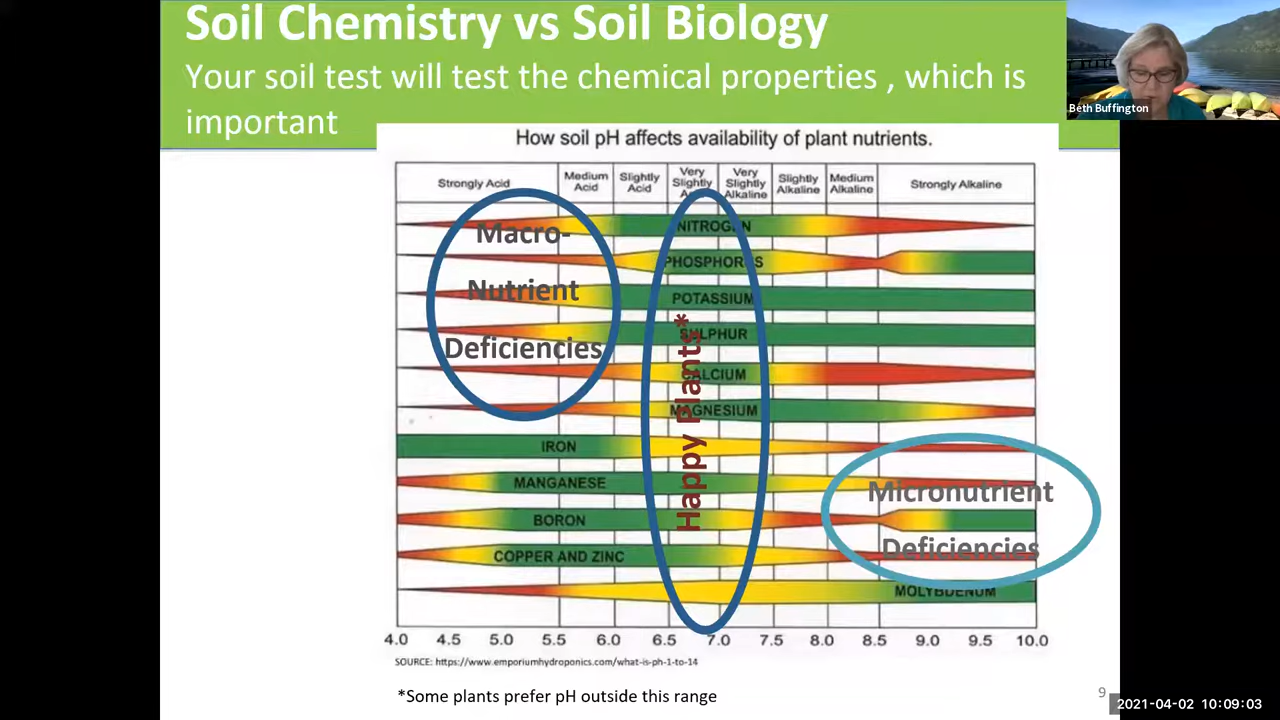 Soil Chemistry vs Soil Biology
Your soil test will test the chemical properties , which is
important
Beth Buffington
How soil pH affects availability of plant nutrients.
Strongly Acid
Medium Acid
Slightly Acid
Very Slightly
Very Slightly Alkaline
Slightly Alkaline
Medium Alkaline
Strongly Alkaline
NITROGEN
Macro-
PHOSPHORUS
Nutrient
POTASSIUM
SULPHUR
Deficiencies
CALCIUM
MAGNESIUM
Happy Plants*
IRON
MANGANESE
Micronutrient
BORON
Deficiencies
COPPER AND ZINC
MOLYBDENUM
4.0 4.5 5.0 5.5 6.0 6.5 7.0 7.5 8.0 8.5 9.0 9.5 10.0
SOURCE: https://www.emporiumhydroponics.com/what-is-ph-1-to-14
*Some plants prefer pH outside this range
9
2021-04-02 10:09:03